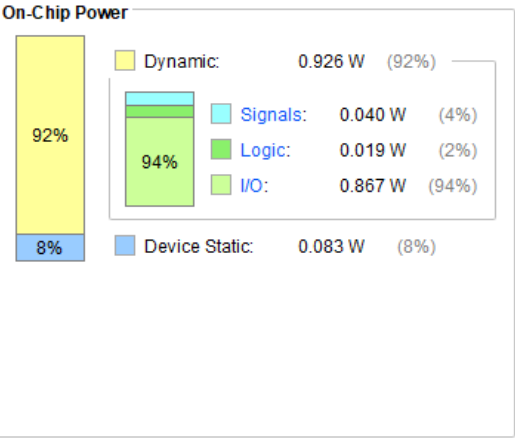 On-Chip Power
Dynamic: 0.926 W (92%)
92%
94%
Signals: 0.040 W (4%)
Logic: 0.019 W (2%)
I/O: 0.867 W (94%)
8%
Device Static: 0.083 W (8%)